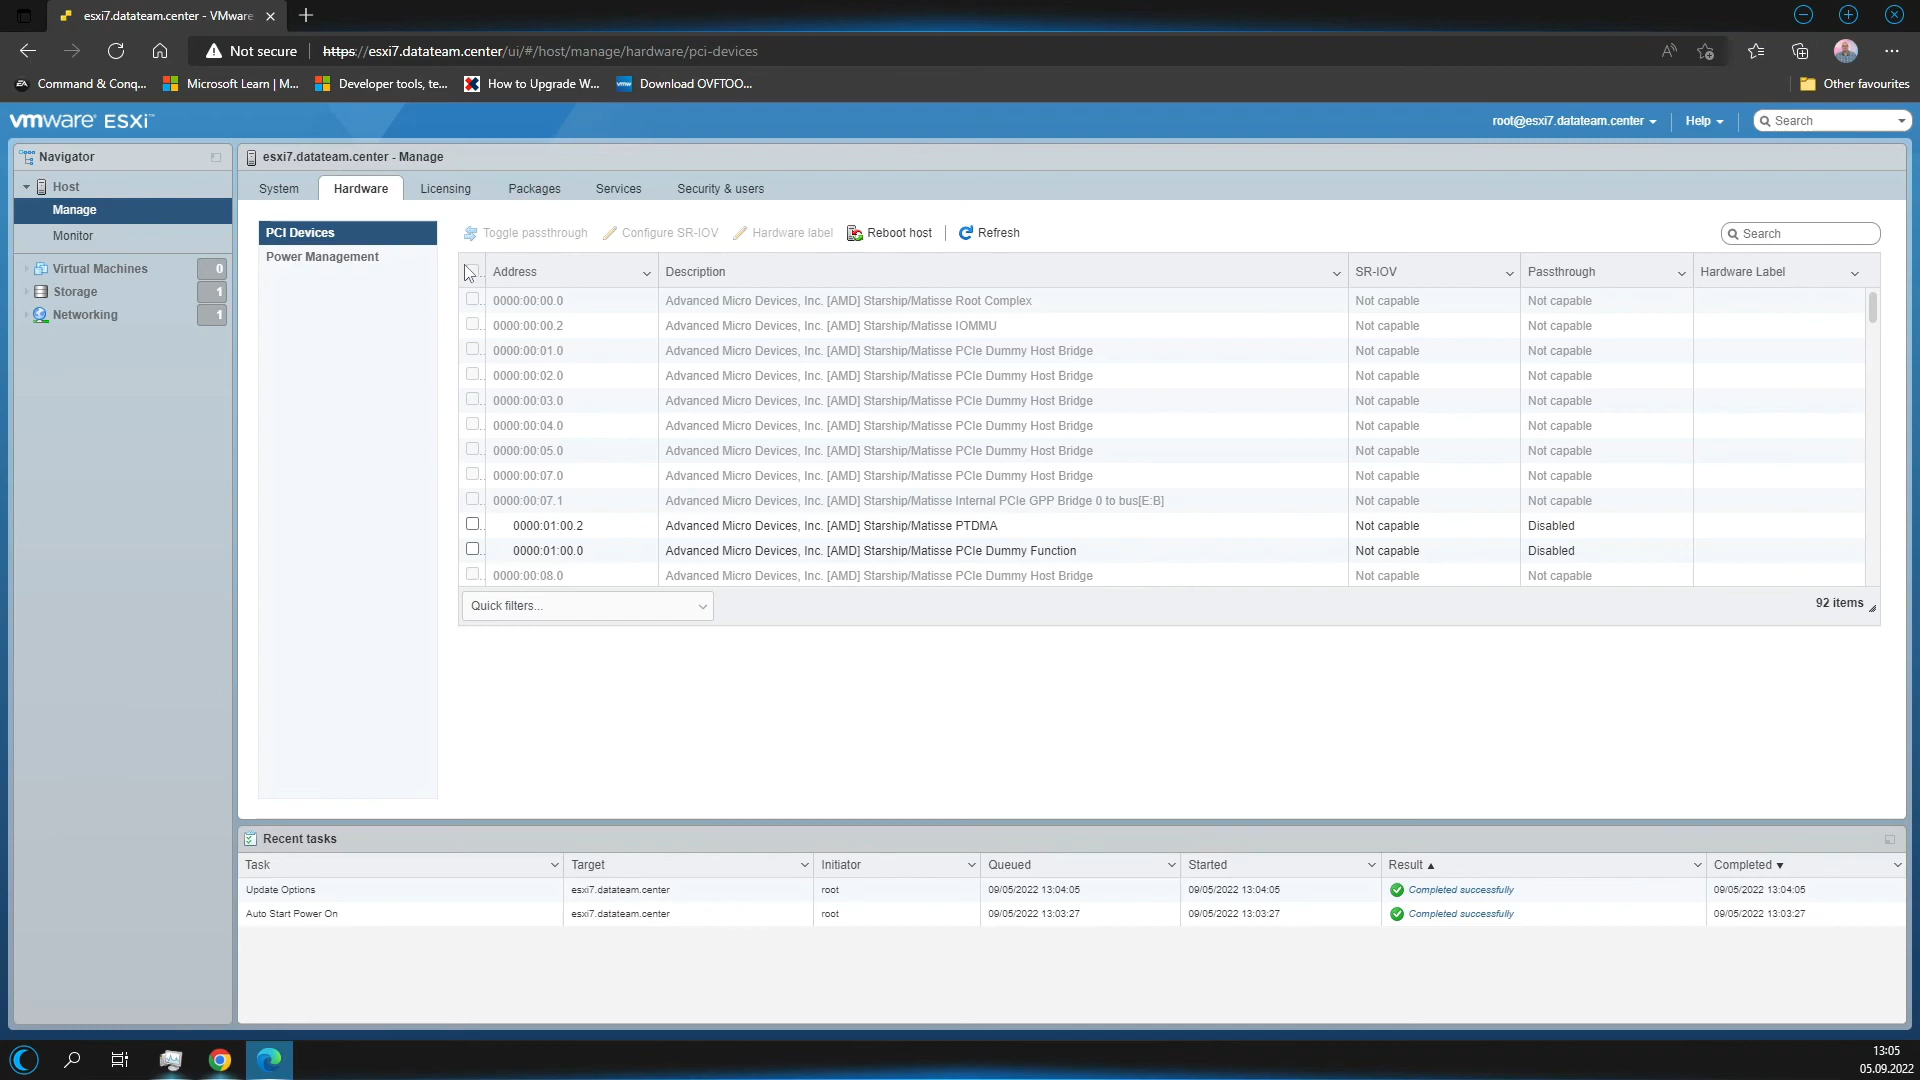 esxi7.datateam.center - VMware
Not secure https://esxi7.datateam.center/ui/#/host/manage/hardware/pci-devices
Command & Conq... Microsoft Learn | M... Developer tools, te... How to Upgrade W... Download OVFTOO... Other favourites
vmware ESXi™ root@esxi7.datateam.center Help Search
Navigator
Host
Manage
Monitor
Virtual Machines 0
Storage 1
Networking 1
esxi7.datateam.center - Manage
System Hardware Licensing Packages Services Security & users
PCI Devices
Power Management
Toggle passthrough Configure SR-IOV Hardware label Reboot host Refresh Search
Address Description SR-IOV Passthrough Hardware Label
0000:00:00.0 Advanced Micro Devices, Inc. [AMD] Starship/Matisse Root Complex Not capable Not capable
0000:00:00.2 Advanced Micro Devices, Inc. [AMD] Starship/Matisse IOMMU Not capable Not capable
0000:00:01.0 Advanced Micro Devices, Inc. [AMD] Starship/Matisse PCIe Dummy Host Bridge Not capable Not capable
0000:00:02.0 Advanced Micro Devices, Inc. [AMD] Starship/Matisse PCIe Dummy Host Bridge Not capable Not capable
0000:00:03.0 Advanced Micro Devices, Inc. [AMD] Starship/Matisse PCIe Dummy Host Bridge Not capable Not capable
0000:00:04.0 Advanced Micro Devices, Inc. [AMD] Starship/Matisse PCIe Dummy Host Bridge Not capable Not capable
0000:00:05.0 Advanced Micro Devices, Inc. [AMD] Starship/Matisse PCIe Dummy Host Bridge Not capable Not capable
0000:00:07.0 Advanced Micro Devices, Inc. [AMD] Starship/Matisse PCIe Dummy Host Bridge Not capable Not capable
0000:00:07.1 Advanced Micro Devices, Inc. [AMD] Starship/Matisse Internal PCIe GPP Bridge 0 to bus[E:B] Not capable Not capable
0000:01:00.2 Advanced Micro Devices, Inc. [AMD] Starship/Matisse PTDMA Not capable Disabled
0000:01:00.0 Advanced Micro Devices, Inc. [AMD] Starship/Matisse PCIe Dummy Function Not capable Disabled
0000:00:08.0 Advanced Micro Devices, Inc. [AMD] Starship/Matisse PCIe Dummy Host Bridge Not capable Not capable
Quick filters... 92 items
Recent tasks
Task Target Initiator Queued Started Result ▲ Completed ▼
Update Options esxi7.datateam.center root 09/05/2022 13:04:05 09/05/2022 13:04:05 Completed successfully 09/05/2022 13:04:05
Auto Start Power On esxi7.datateam.center root 09/05/2022 13:03:27 09/05/2022 13:03:27 Completed successfully 09/05/2022 13:03:27
13:05
05.09.2022